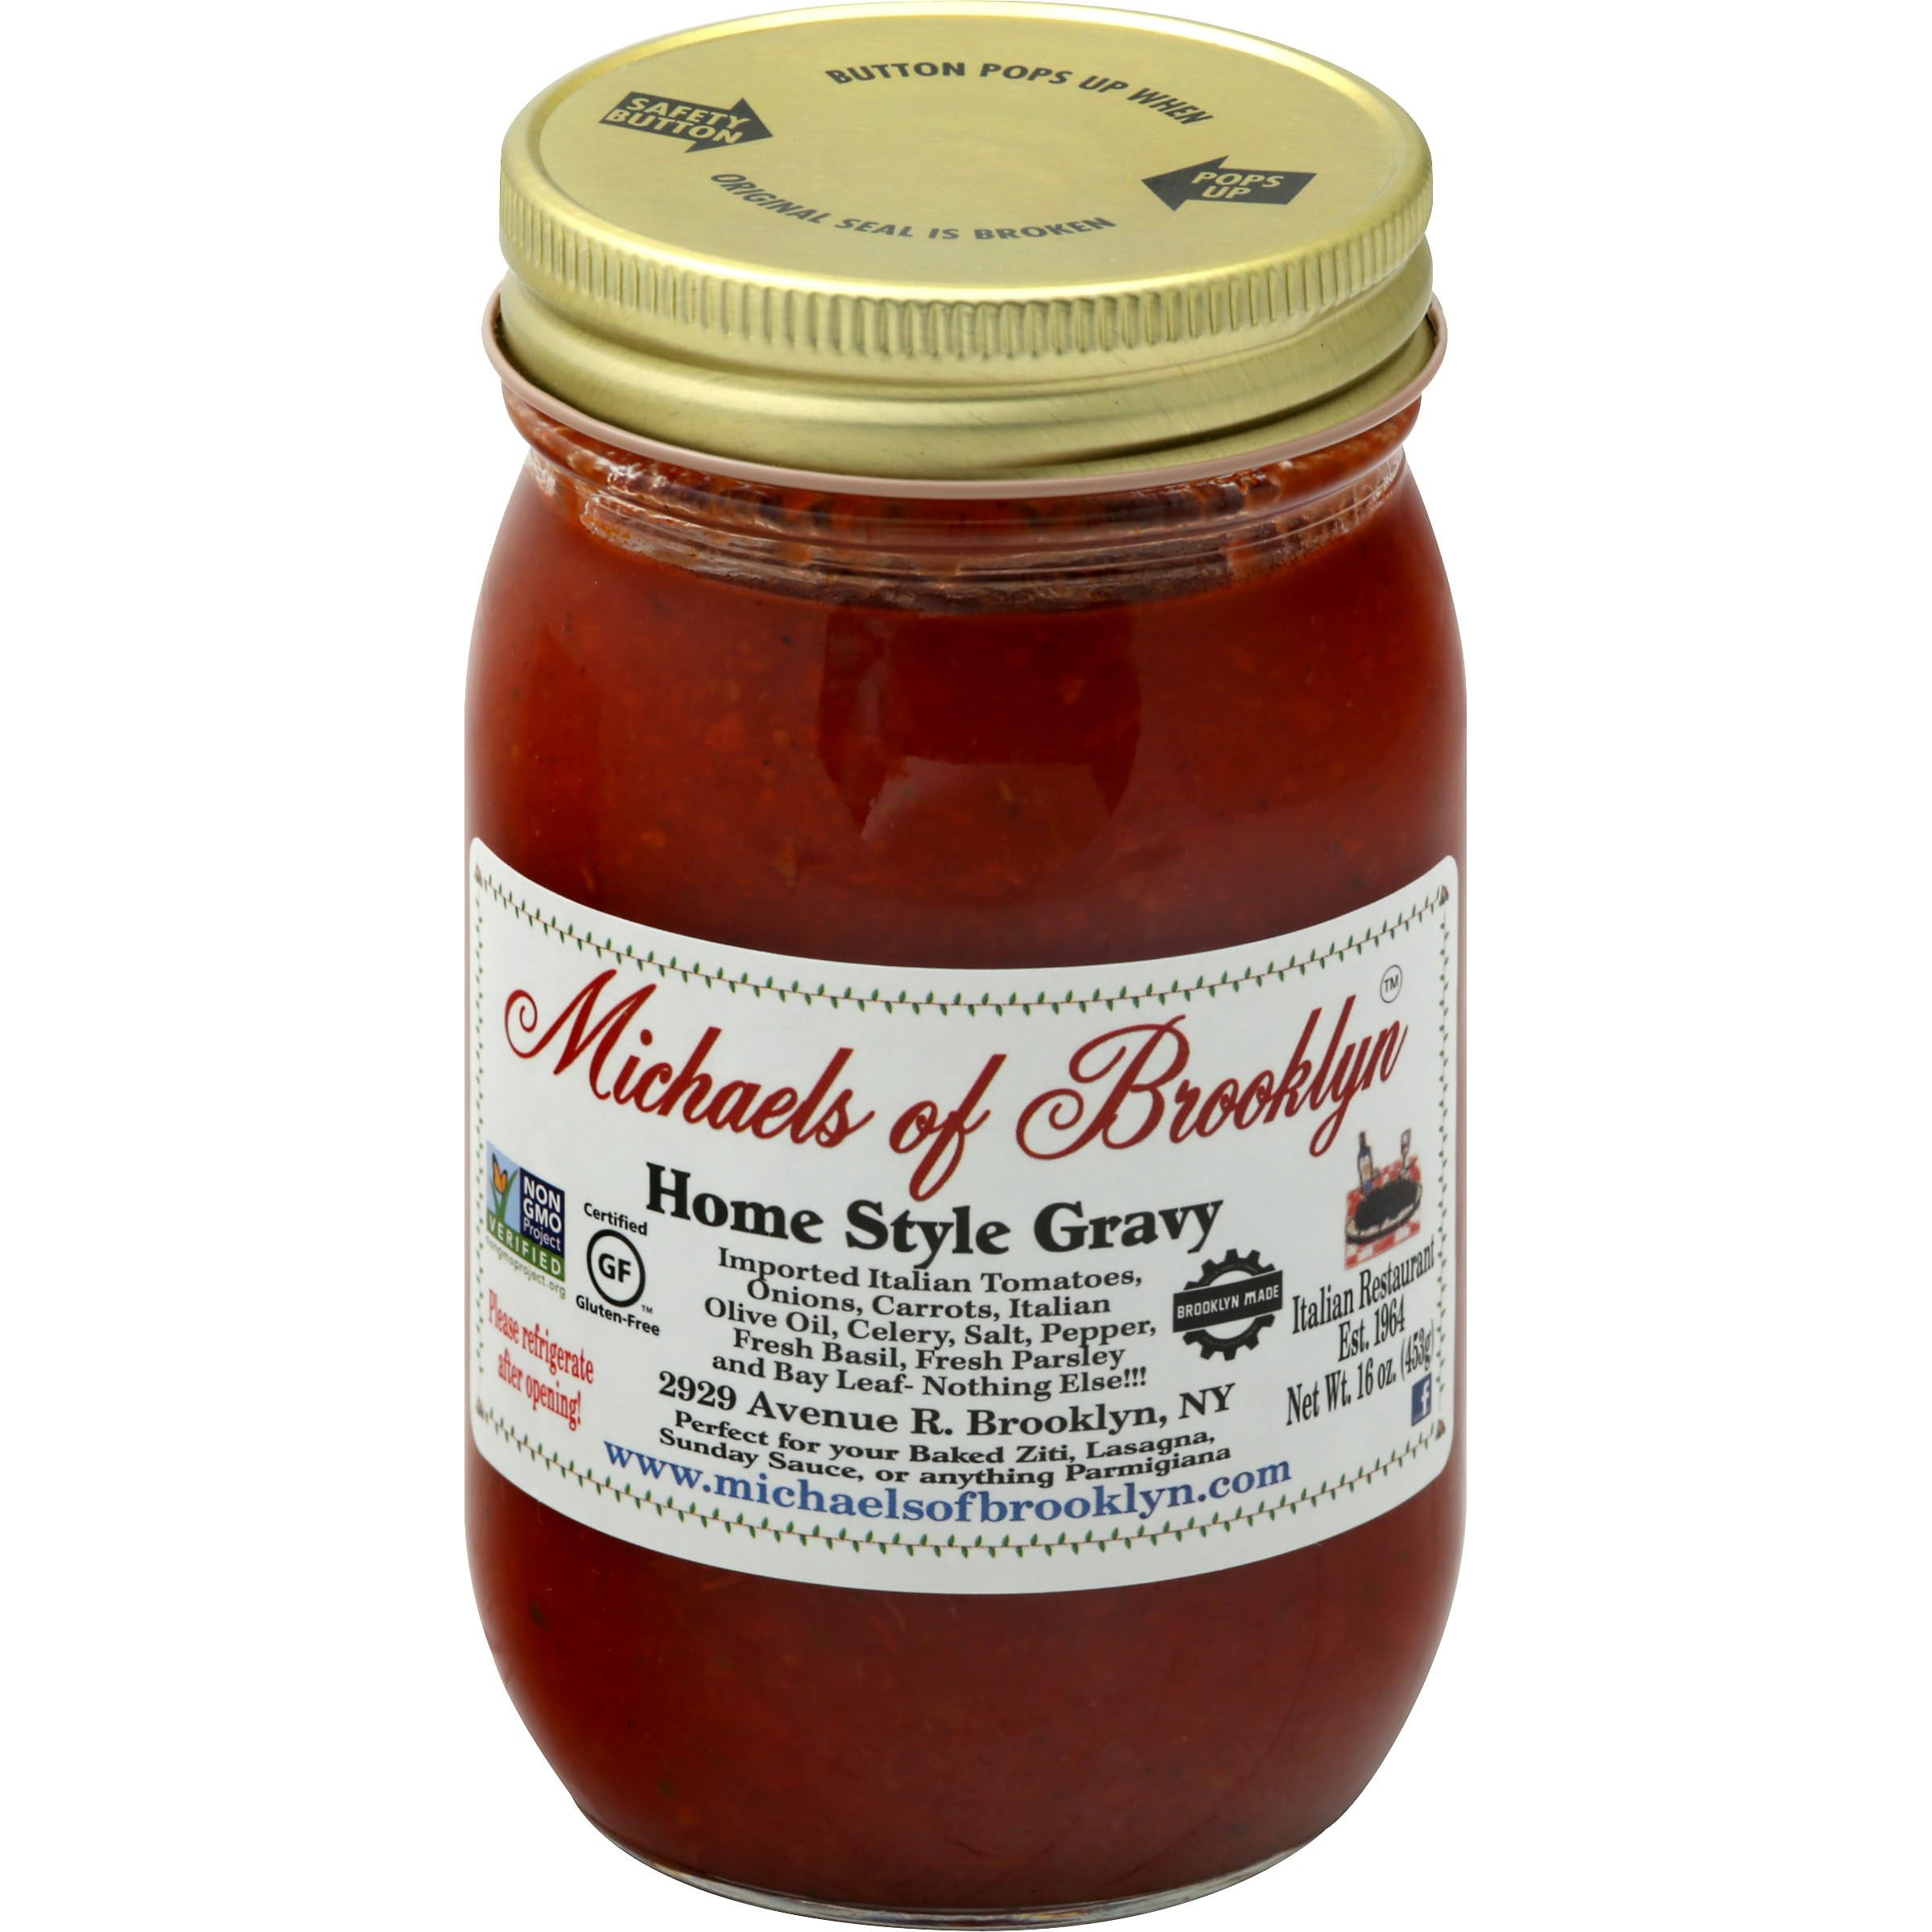 BUTTON POPS UP WHEN
SAFETY
BUTTON
POPS
UP
ORIGINAL SEAL IS BROKEN
Michaels of Brooklyn
TM
Home Style Gravy
NON
GMO
Project
VERIFIED
nongmoproject.org
Certified
GF
TM
Gluten-Free
Please refrigerate
after opening!
Imported Italian Tomatoes,
Onions, Carrots, Italian
Olive Oil, Celery, Salt, Pepper,
Fresh Basil, Fresh Parsley
and Bay Leaf- Nothing Else!!!
BROOKLYN MADE
Italian Restaurant
Est. 1964
Net Wt. 16 oz. (453g)
f
2929 Avenue R. Brooklyn, NY
Perfect for your Baked Ziti, Lasagna,
Sunday Sauce, or anything Parmigiana
www.michaelsofbrooklyn.com